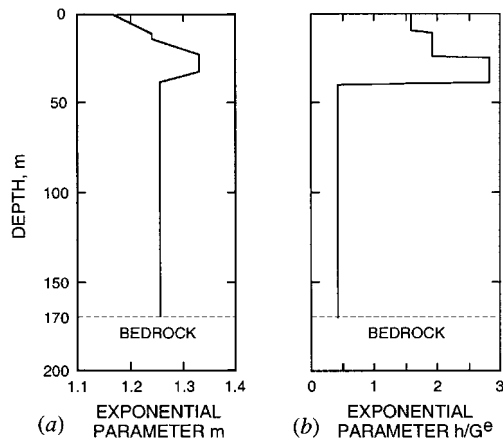 0
50
100
150
170
200
DEPTH, m
BEDROCK
1.1 1.2 1.3 1.4
(a) EXPONENTIAL
PARAMETER m
BEDROCK
0 1 2 3
(b) EXPONENTIAL
PARAMETER h/Gᵉ